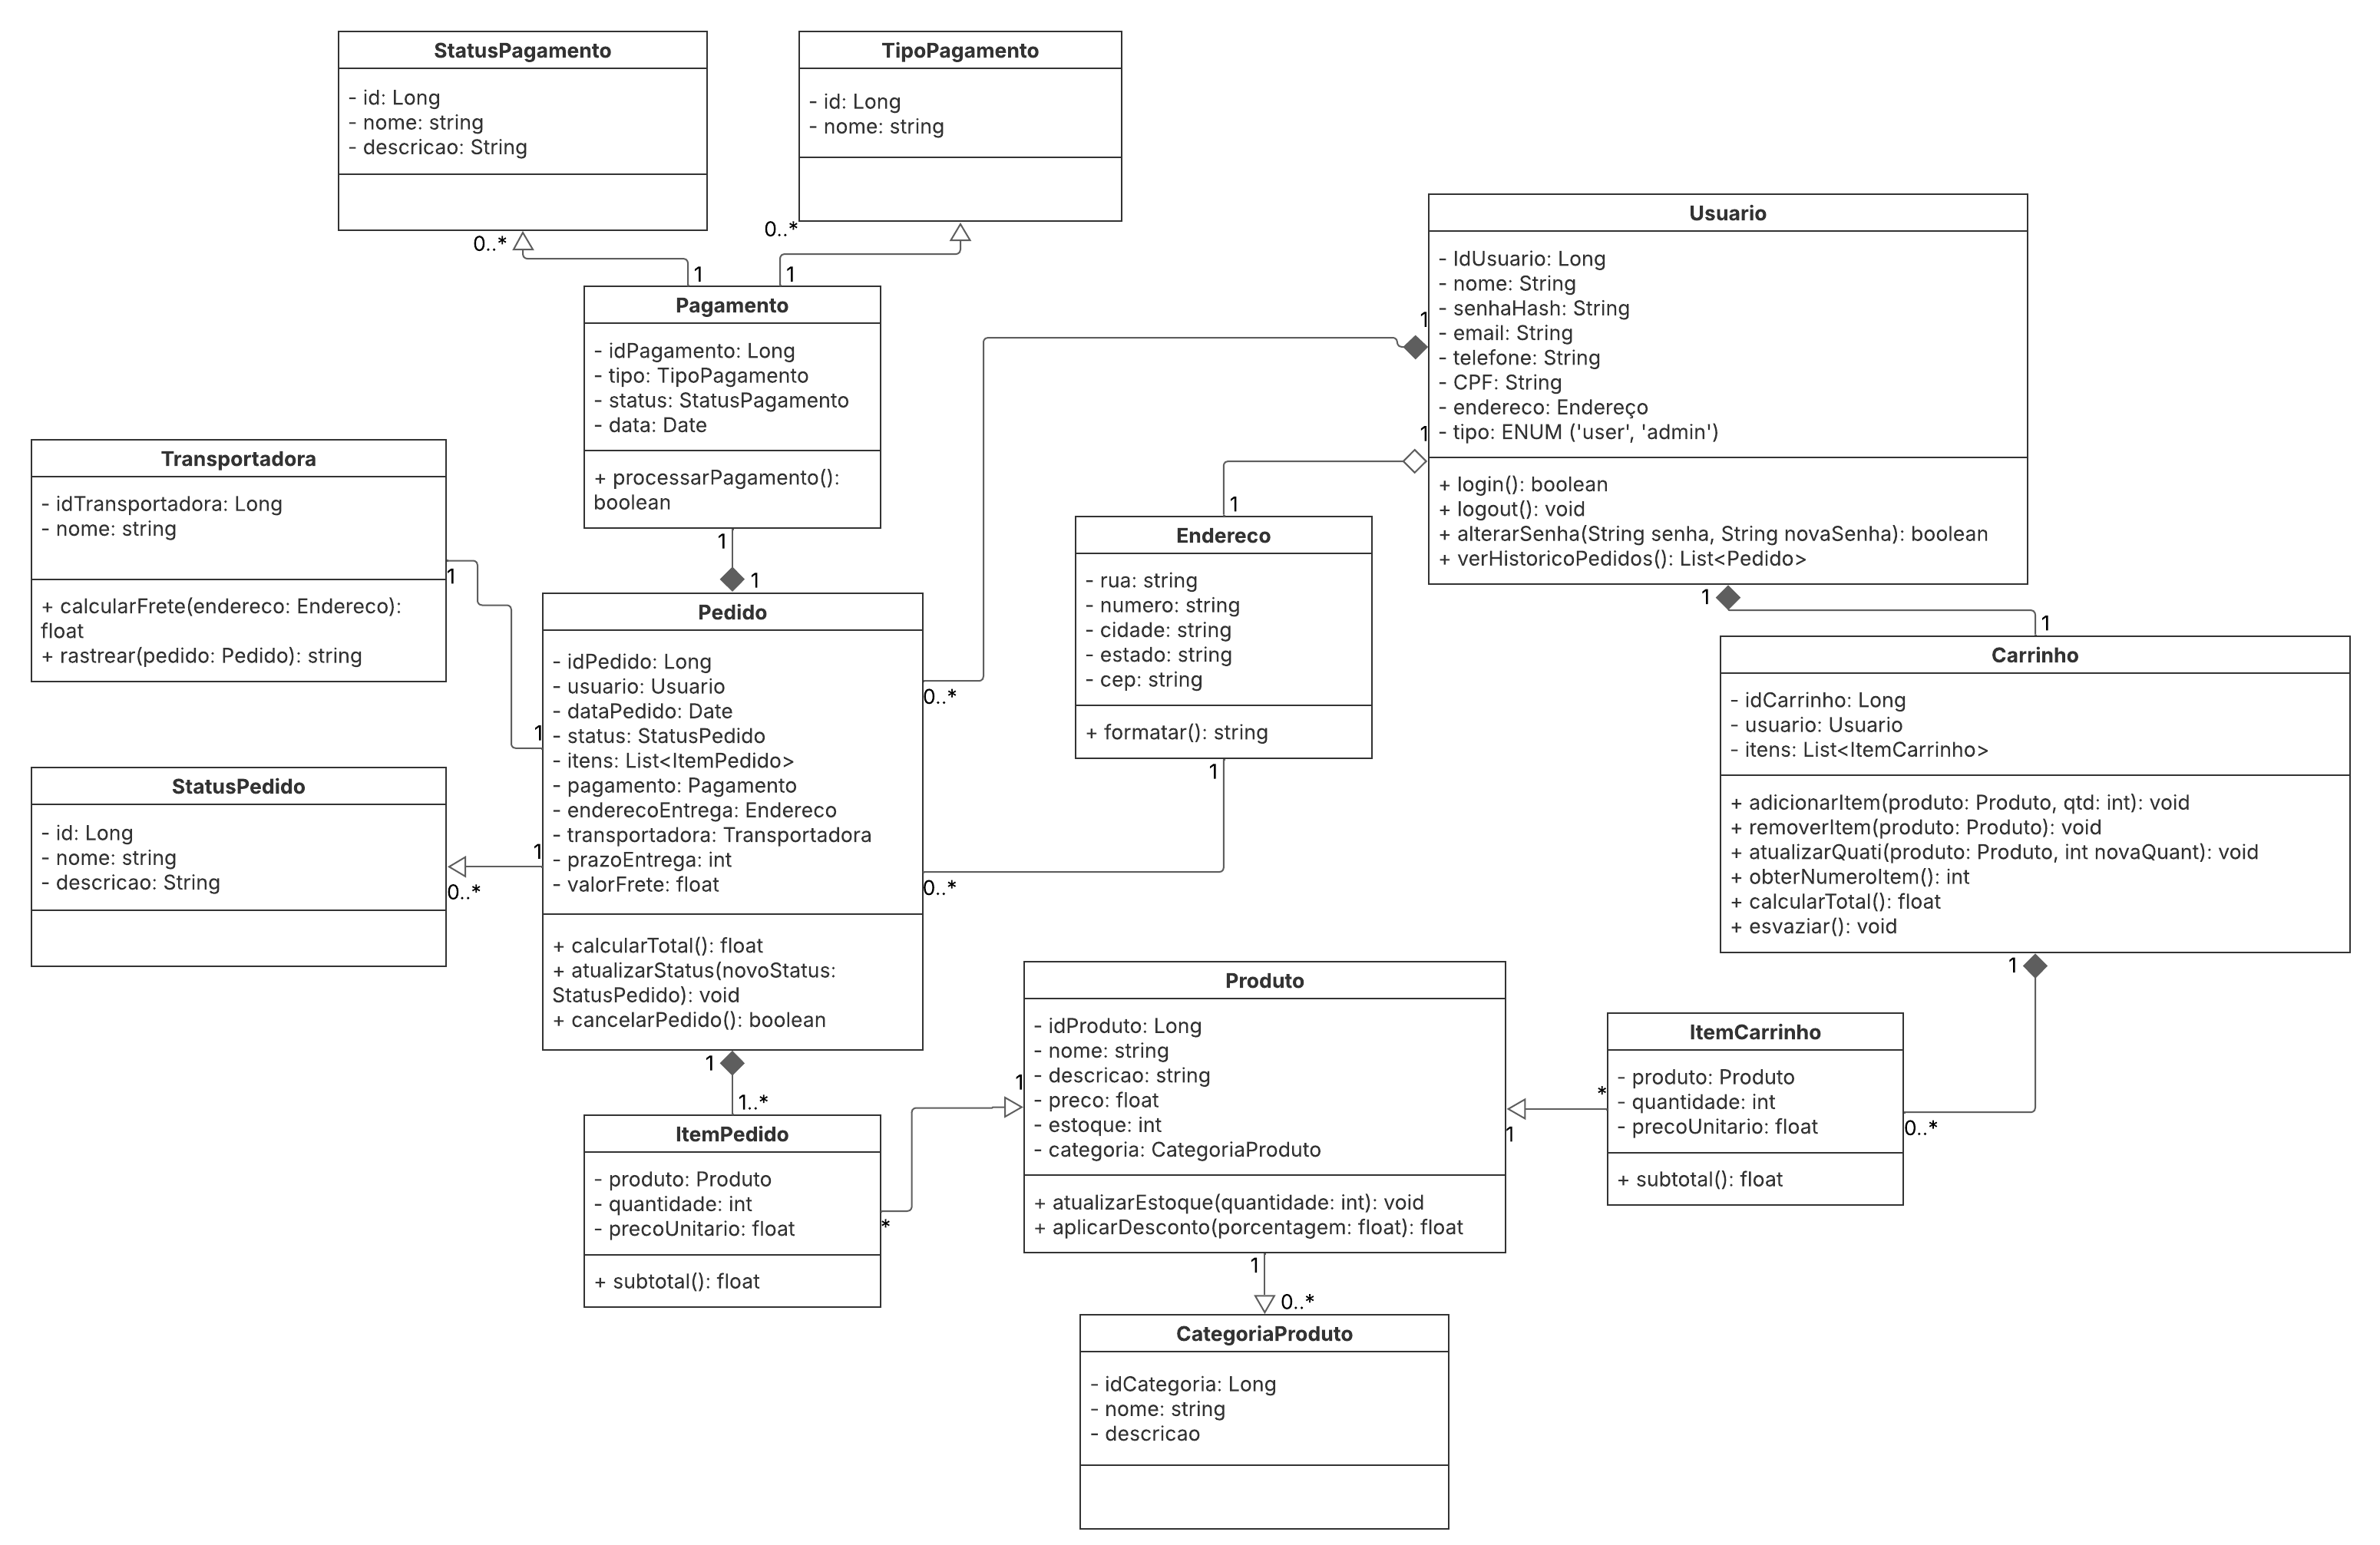 StatusPagamento
- id: Long
- nome: string
- descricao: String
0..*
1
TipoPagamento
- id: Long
- nome: string
0..*
1
Pagamento
- idPagamento: Long
- tipo: TipoPagamento
- status: StatusPagamento
- data: Date
+ processarPagamento():
boolean
1
1
Usuario
- IdUsuario: Long
- nome: String
- senhaHash: String
- email: String
- telefone: String
- CPF: String
- endereco: Endereço
- tipo: ENUM ('user', 'admin')
+ login(): boolean
+ logout(): void
+ alterarSenha(String senha, String novaSenha): boolean
+ verHistoricoPedidos(): List<Pedido>
1
1
1
1
Transportadora
- idTransportadora: Long
- nome: string
+ calcularFrete(endereco: Endereco):
float
+ rastrear(pedido: Pedido): string
1
1
Endereco
- rua: string
- numero: string
- cidade: string
- estado: string
- cep: string
+ formatar(): string
1
1
Pedido
- idPedido: Long
- usuario: Usuario
- dataPedido: Date
- status: StatusPedido
- itens: List<ItemPedido>
- pagamento: Pagamento
- enderecoEntrega: Endereco
- transportadora: Transportadora
- prazoEntrega: int
- valorFrete: float
+ calcularTotal(): float
+ atualizarStatus(novoStatus:
StatusPedido): void
+ cancelarPedido(): boolean
0..*
0..*
1
1..*
StatusPedido
- id: Long
- nome: string
- descricao: String
1
0..*
Carrinho
- idCarrinho: Long
- usuario: Usuario
- itens: List<ItemCarrinho>
+ adicionarItem(produto: Produto, qtd: int): void
+ removerItem(produto: Produto): void
+ atualizarQuati(produto: Produto, int novaQuant): void
+ obterNumeroItem(): int
+ calcularTotal(): float
+ esvaziar(): void
1
0..*
ItemPedido
- produto: Produto
- quantidade: int
- precoUnitario: float
+ subtotal(): float
*
1
Produto
- idProduto: Long
- nome: string
- descricao: string
- preco: float
- estoque: int
- categoria: CategoriaProduto
+ atualizarEstoque(quantidade: int): void
+ aplicarDesconto(porcentagem: float): float
1
*
ItemCarrinho
- produto: Produto
- quantidade: int
- precoUnitario: float
+ subtotal(): float
1
0..*
CategoriaProduto
- idCategoria: Long
- nome: string
- descricao